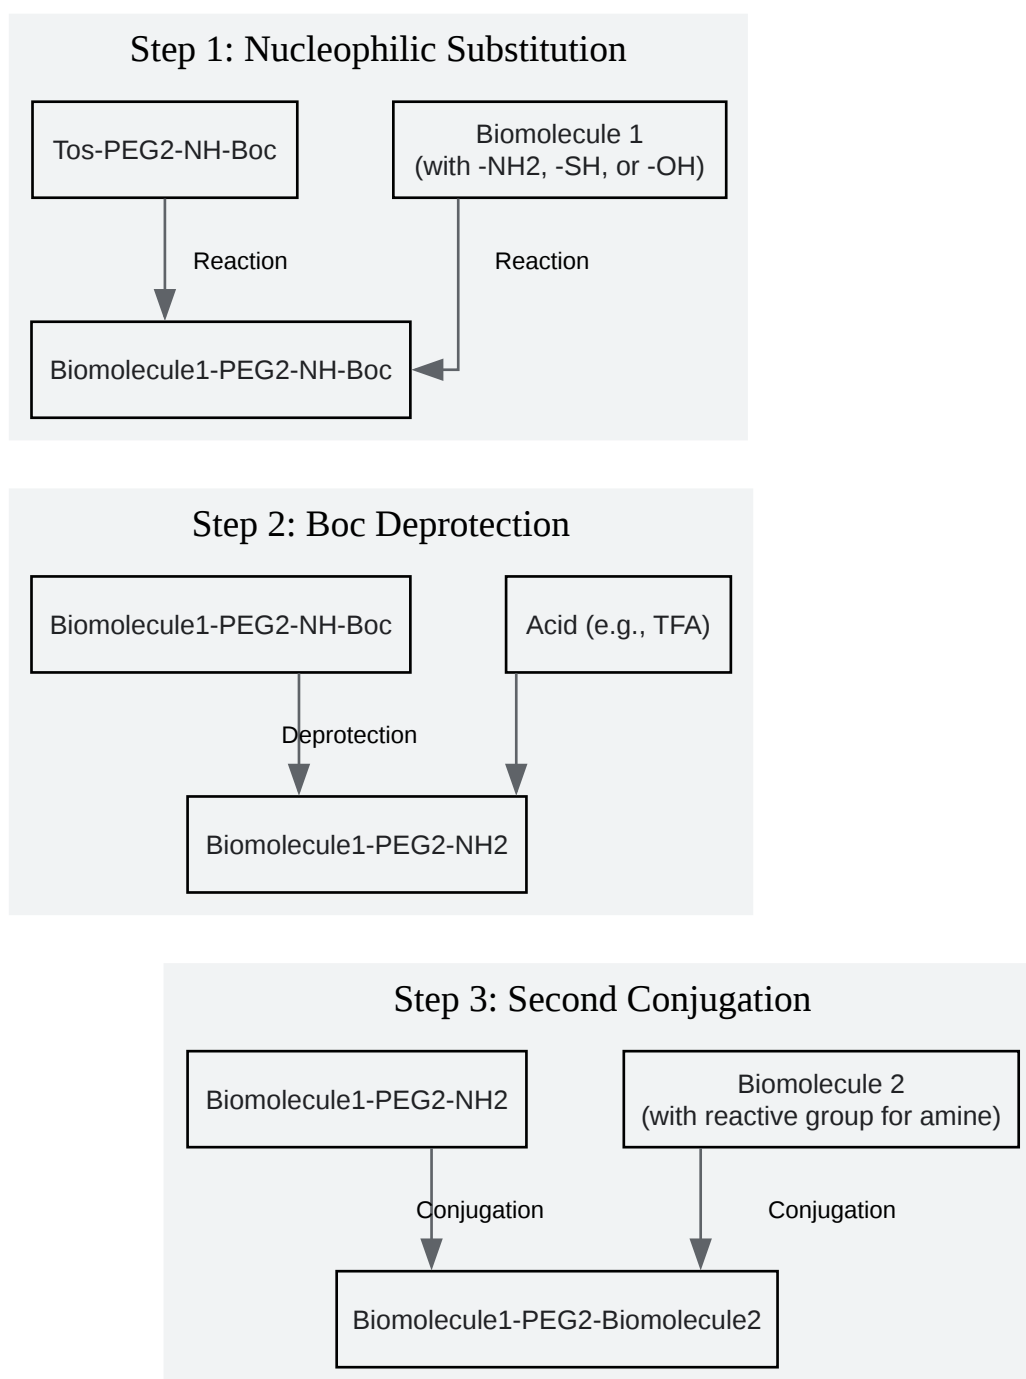 Step 1: Nucleophilic Substitution
Tos-PEG2-NH-Boc
Biomolecule 1
(with -NH2, -SH, or -OH)
Reaction
Reaction
Biomolecule1-PEG2-NH-Boc
Step 2: Boc Deprotection
Biomolecule1-PEG2-NH-Boc
Acid (e.g., TFA)
Deprotection
Biomolecule1-PEG2-NH2
Step 3: Second Conjugation
Biomolecule1-PEG2-NH2
Biomolecule 2
(with reactive group for amine)
Conjugation
Conjugation
Biomolecule1-PEG2-Biomolecule2